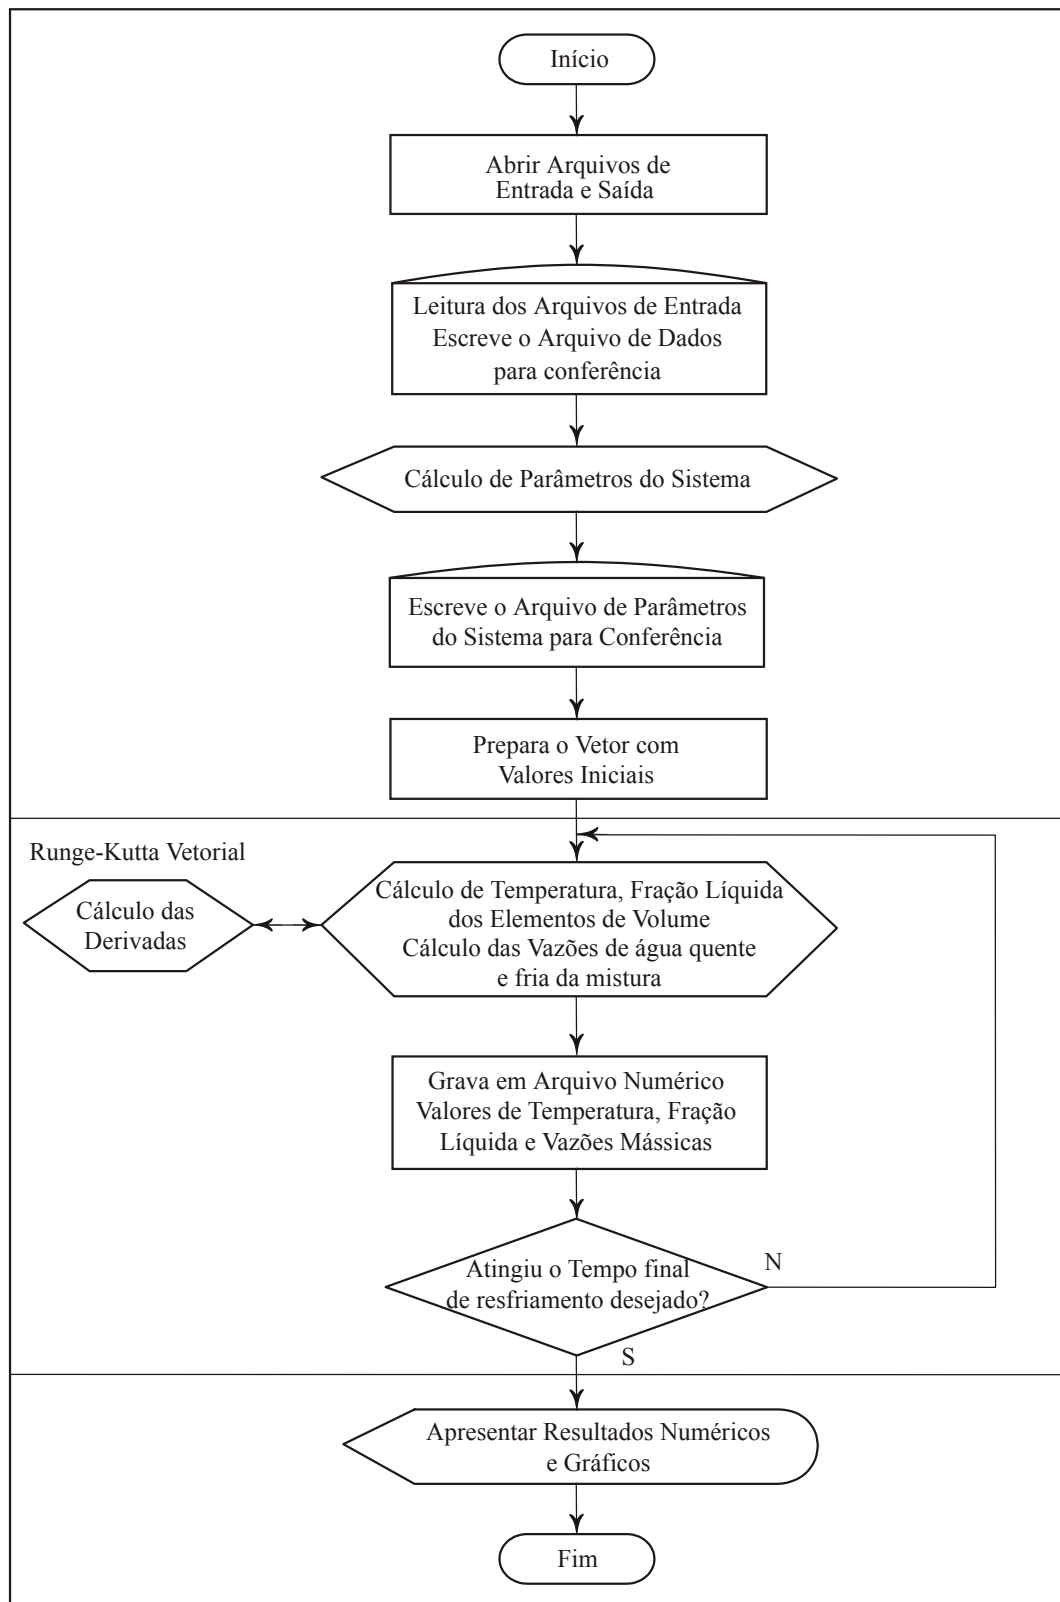 Início
Abrir Arquivos de
Entrada e Saída
Leitura dos Arquivos de Entrada
Escreve o Arquivo de Dados
para conferência
Cálculo de Parâmetros do Sistema
Escreve o Arquivo de Parâmetros
do Sistema para Conferência
Prepara o Vetor com
Valores Iniciais
Runge-Kutta Vetorial
Cálculo das
Derivadas
Cálculo de Temperatura, Fração Líquida
dos Elementos de Volume
Cálculo das Vazões de água quente
e fria da mistura
Grava em Arquivo Numérico
Valores de Temperatura, Fração
Líquida e Vazões Mássicas
Atingiu o Tempo final
de resfriamento desejado?
N
S
Apresentar Resultados Numéricos
e Gráficos
Fim